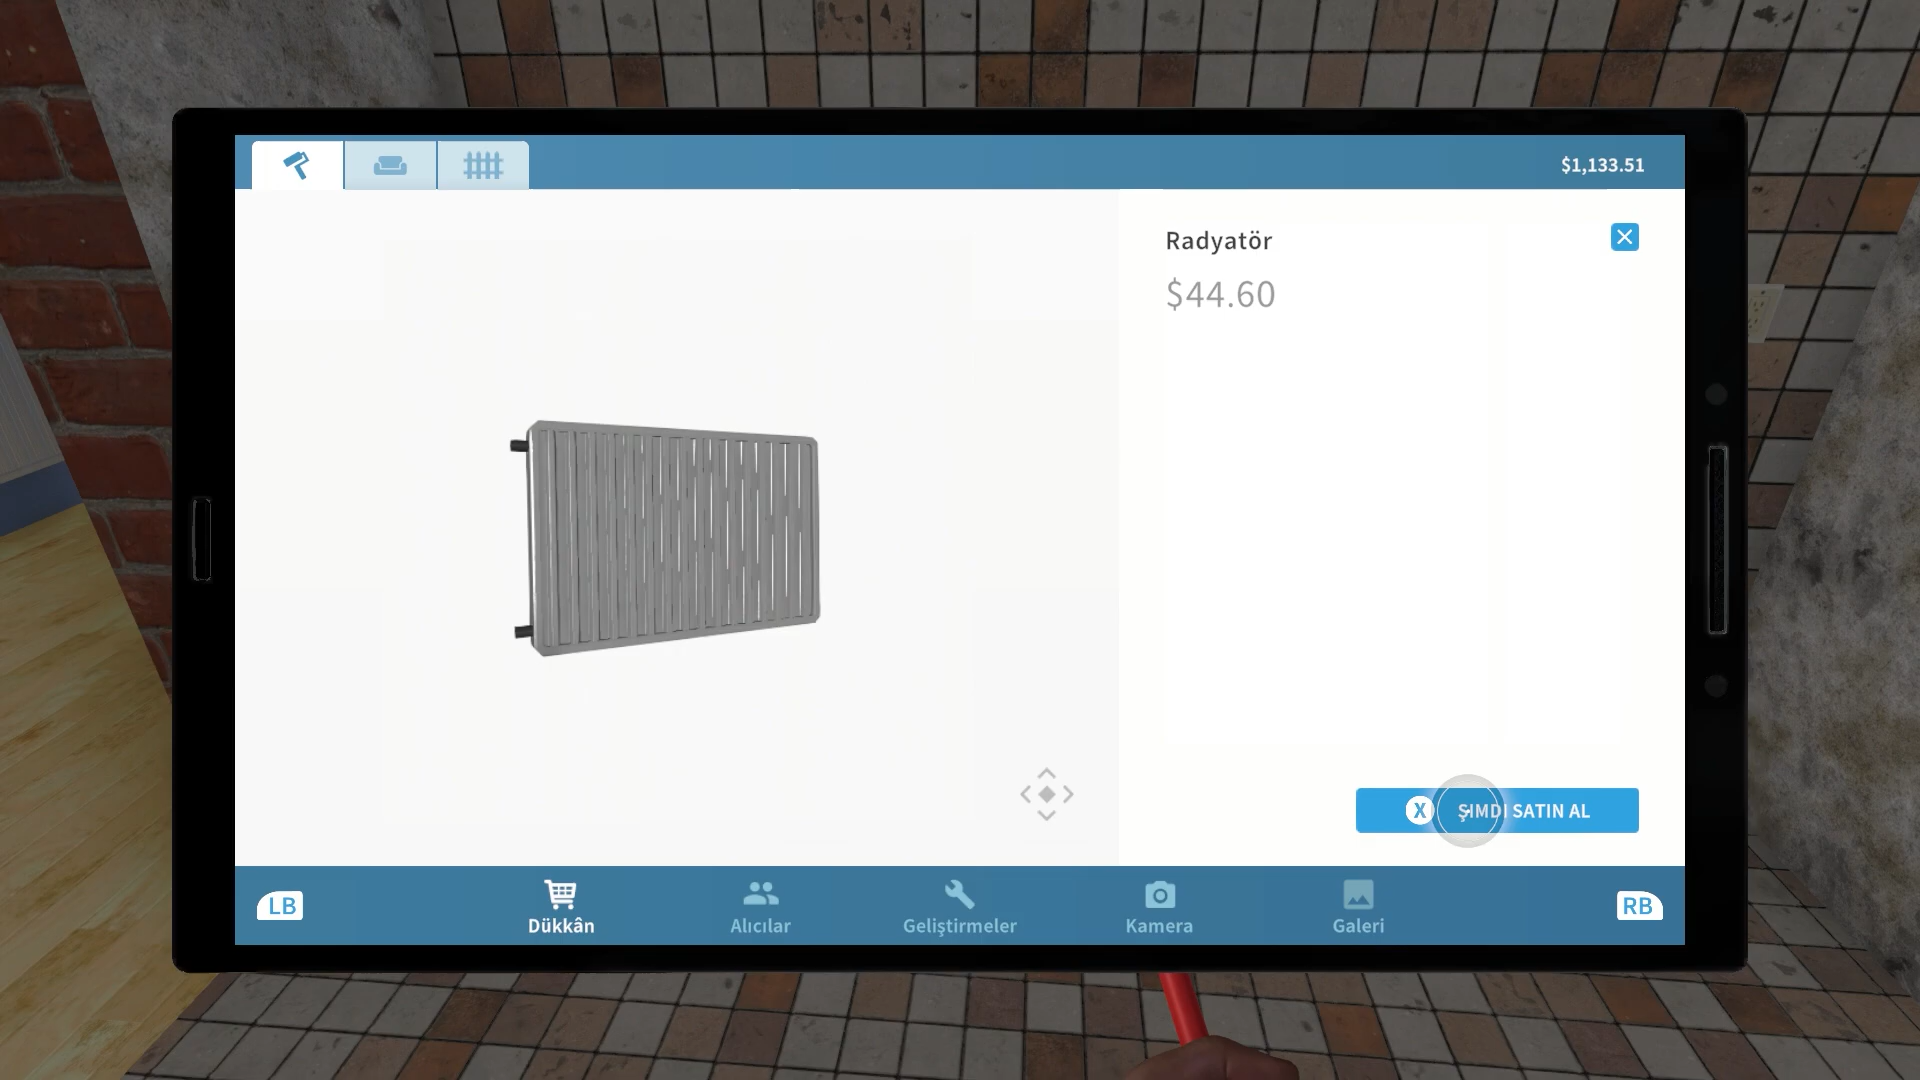 $1,133.51
Radyatör
$44.60
X ŞIMDI SATIN AL
LB
Dükkân
Alıcılar
Geliştirmeler
Kamera
Galeri
RB